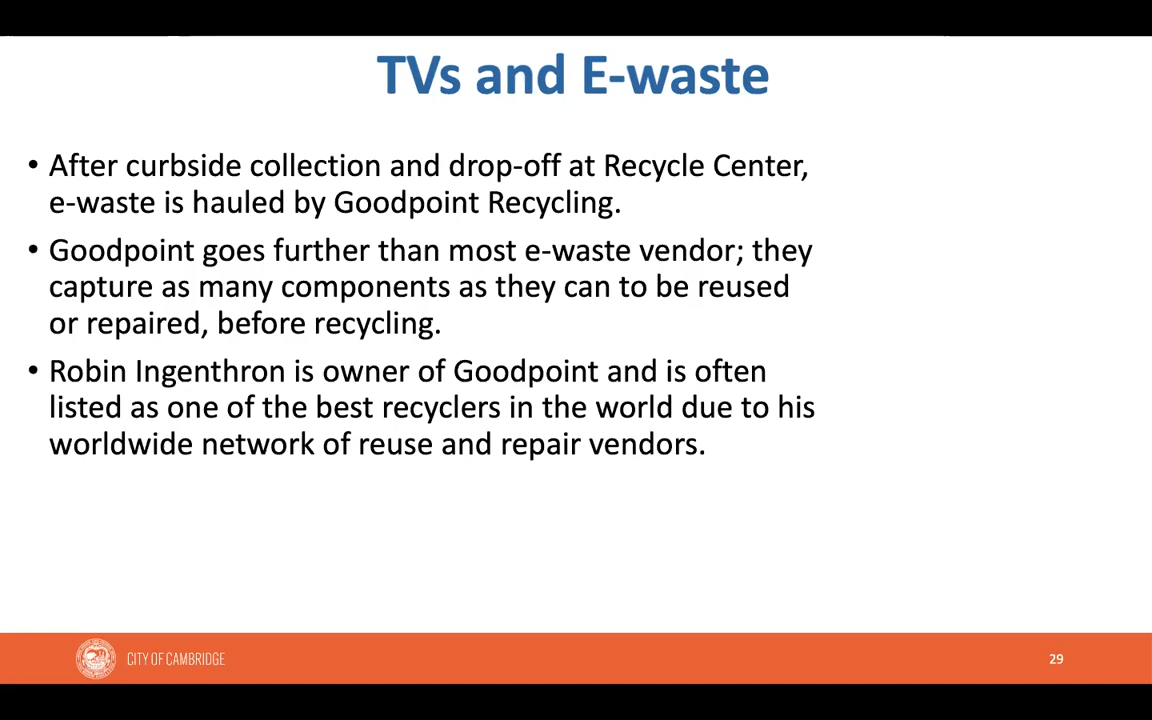 TVs and E-waste
• After curbside collection and drop-off at Recycle Center,
e-waste is hauled by Goodpoint Recycling.
• Goodpoint goes further than most e-waste vendor; they
capture as many components as they can to be reused
or repaired, before recycling.
• Robin Ingenthron is owner of Goodpoint and is often
listed as one of the best recyclers in the world due to his
worldwide network of reuse and repair vendors.
CITY OF CAMBRIDGE
29